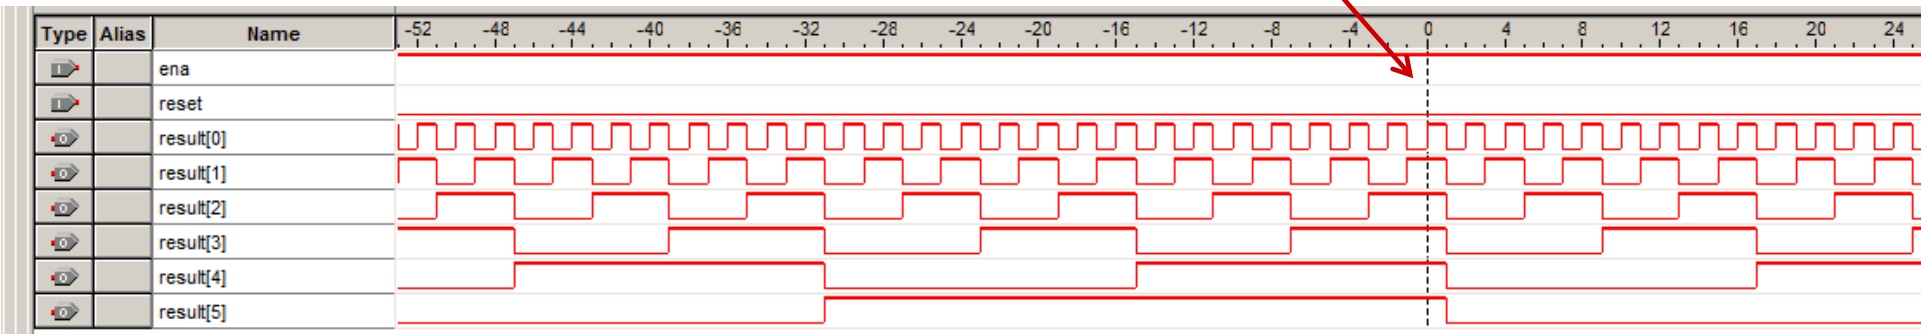 Type Alias Name -52 -48 -44 -40 -36 -32 -28 -24 -20 -16 -12 -8 -4 0 4 8 12 16 20 24
ena
reset
result[0]
result[1]
result[2]
result[3]
result[4]
result[5]